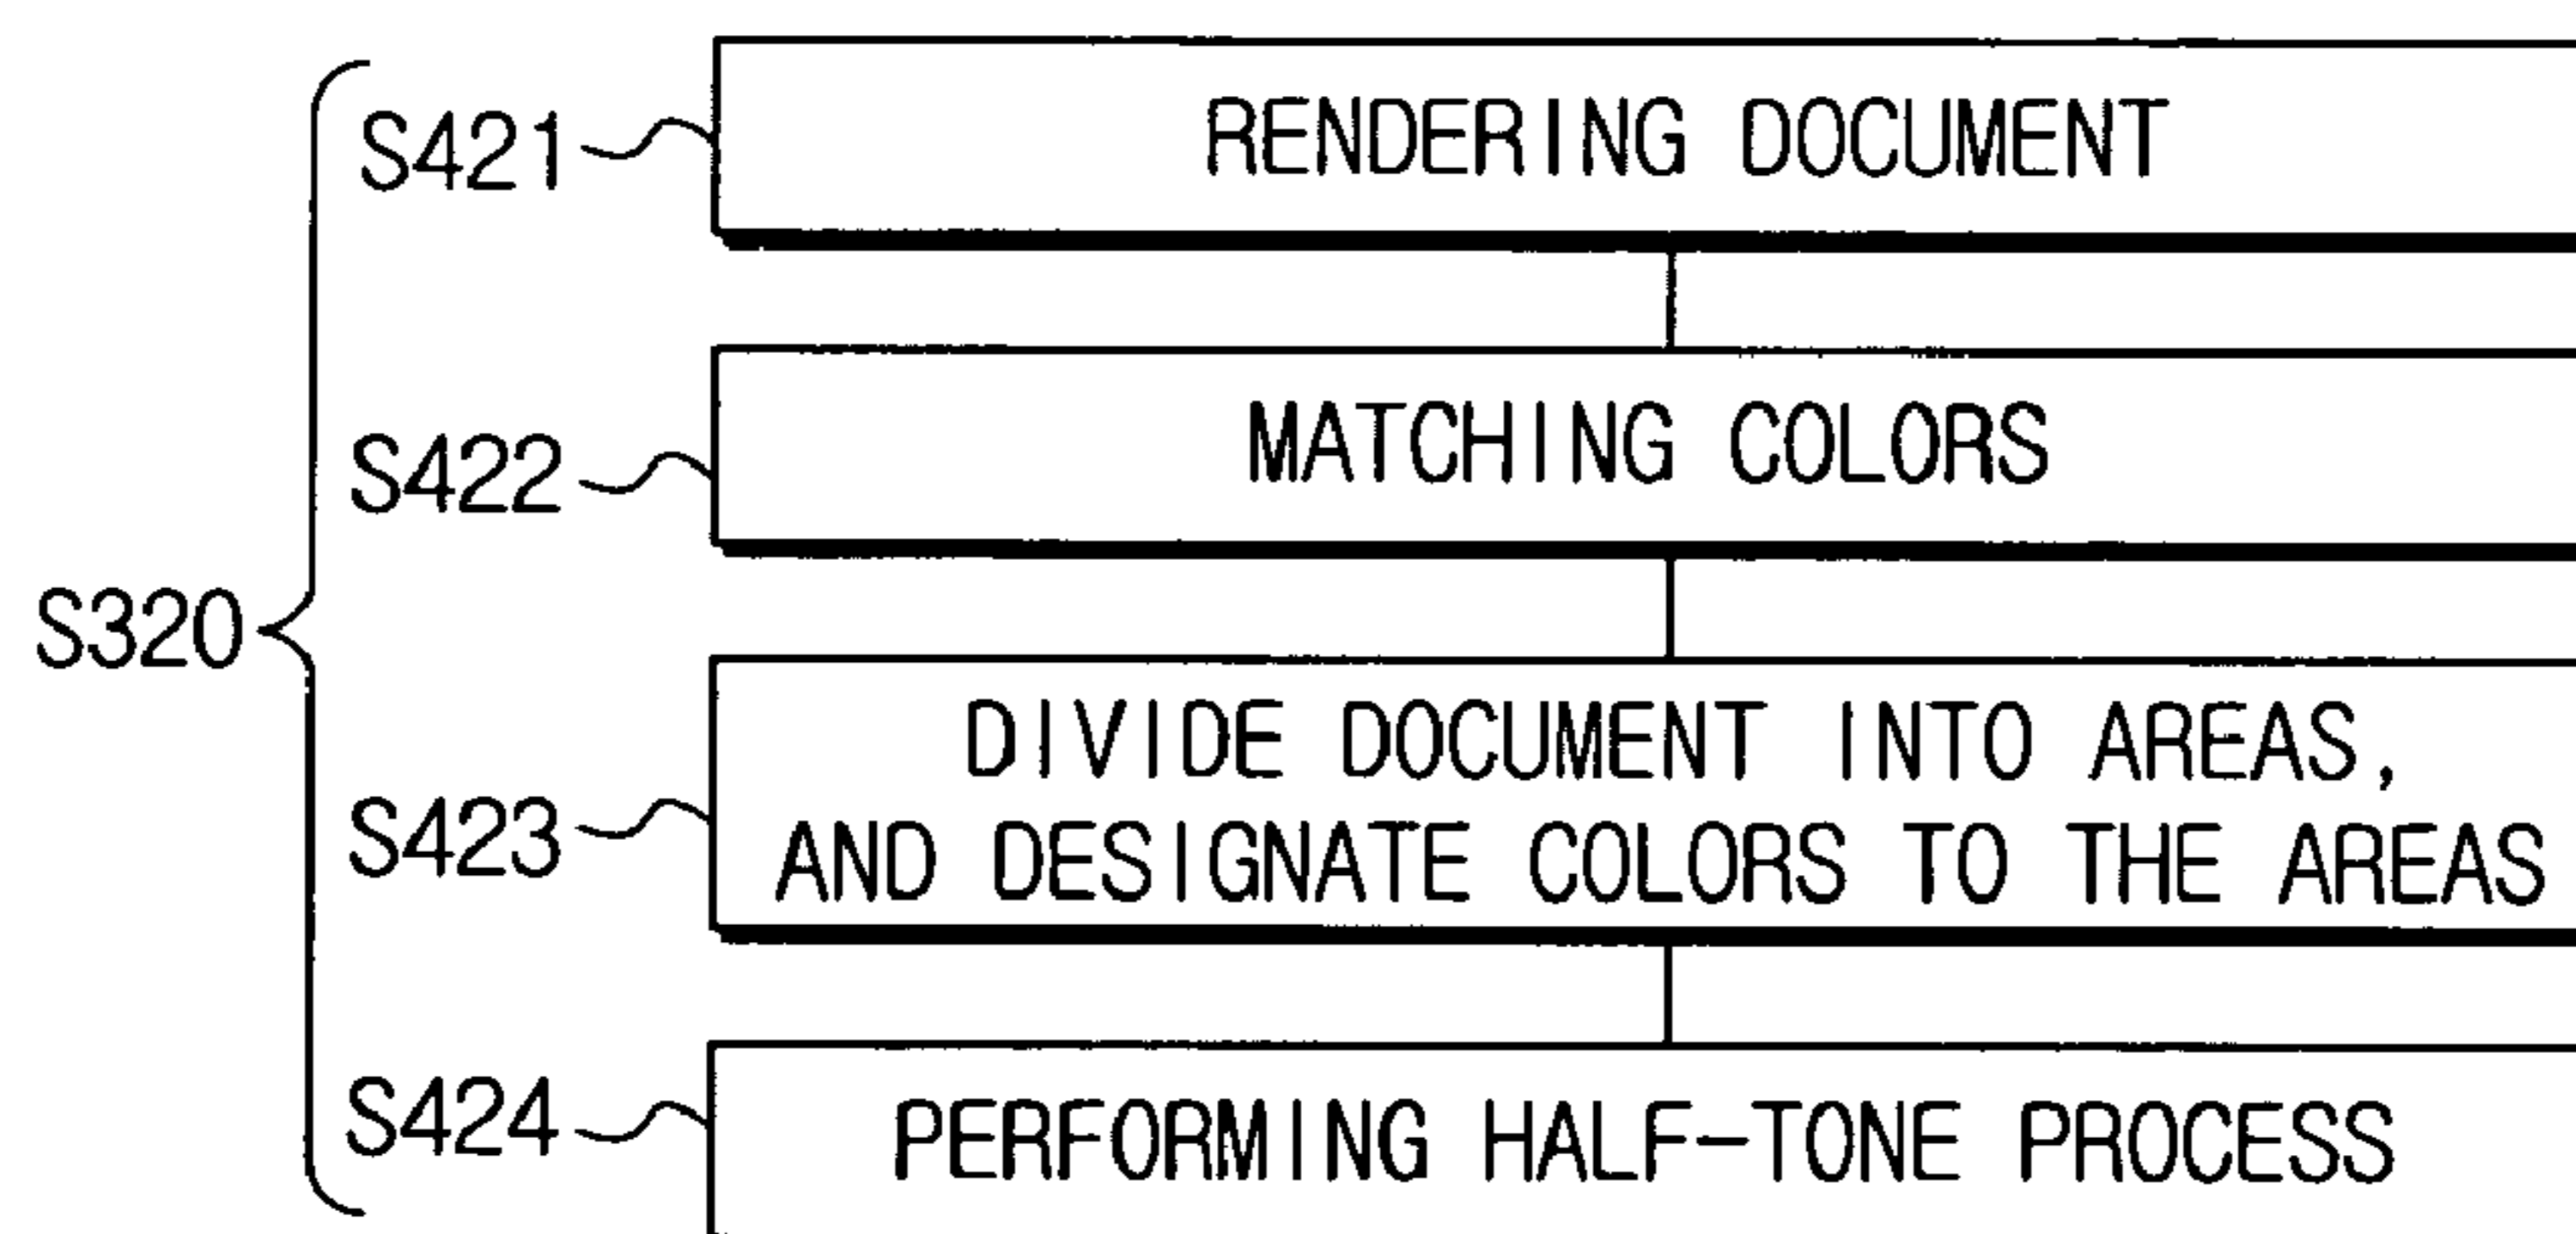 S421 RENDERING DOCUMENT
S422 MATCHING COLORS
S320
S423 DIVIDE DOCUMENT INTO AREAS,
AND DESIGNATE COLORS TO THE AREAS
S424 PERFORMING HALF-TONE PROCESS